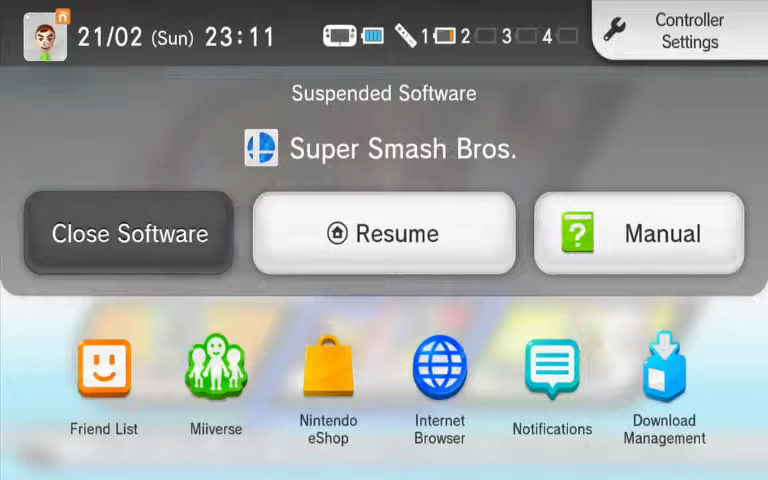 21/02 (Sun) 23:11
1 2 3 4
Controller
Settings
Suspended Software
Super Smash Bros.
Close Software
Resume
? Manual
Friend List
Miiverse
Nintendo
eShop
Internet
Browser
Notifications
Download
Management